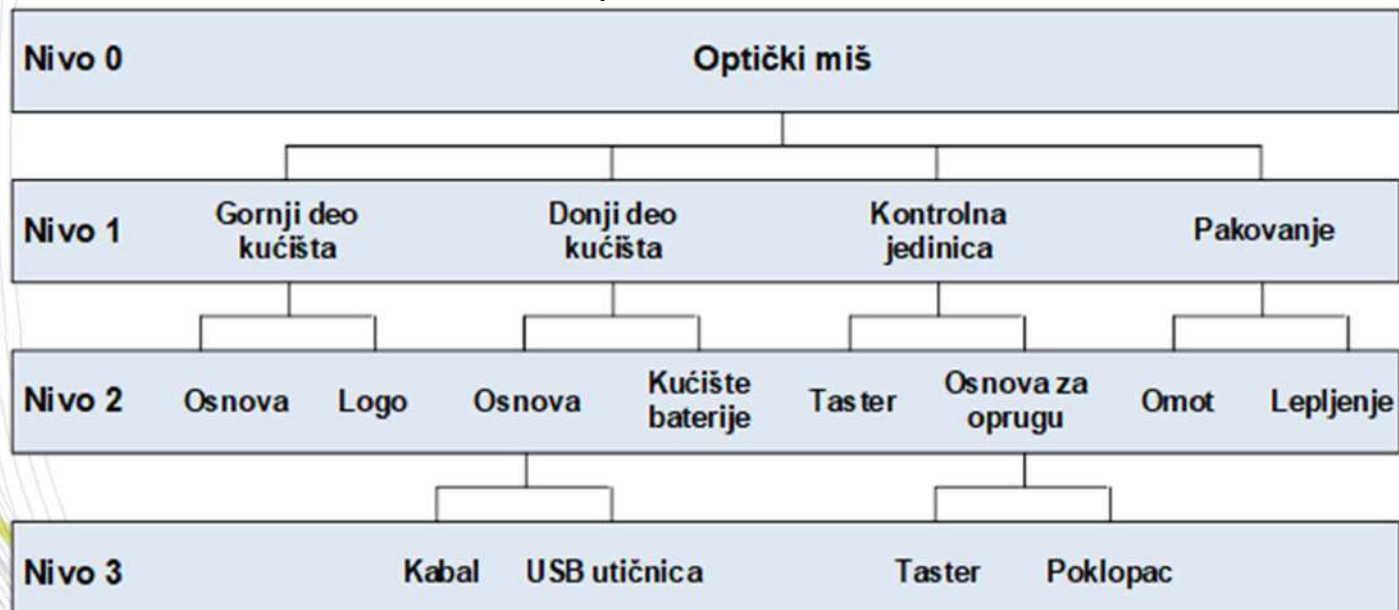 Nivo 0
Optički miš
Nivo 1
Gornji deo
kućišta
Donji deo
kućišta
Kontrolna
jedinica
Pakovanje
Nivo 2
Osnova
Logo
Osnova
Kućište
baterije
Taster
Osnova za
oprugu
Omot
Lepljenje
Nivo 3
Kabal
USB utičnica
Taster
Poklopac